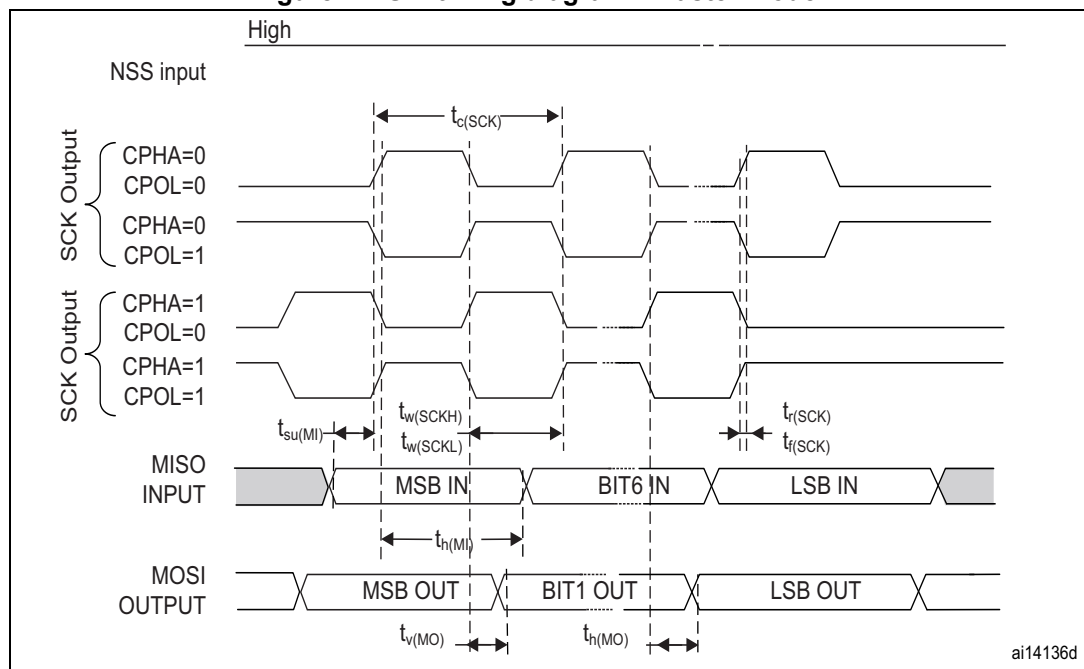 High
NSS input
tc(SCK)
SCK Output
CPHA=0
CPOL=0
CPHA=0
CPOL=1
SCK Output
CPHA=1
CPOL=0
CPHA=1
CPOL=1
tsu(MI)
tw(SCKH)
tw(SCKL)
tr(SCK)
tf(SCK)
MISO
INPUT
MSB IN
BIT6 IN
LSB IN
th(MI)
MOSI
OUTPUT
MSB OUT
BIT1 OUT
LSB OUT
tv(MO)
th(MO)
ai14136d